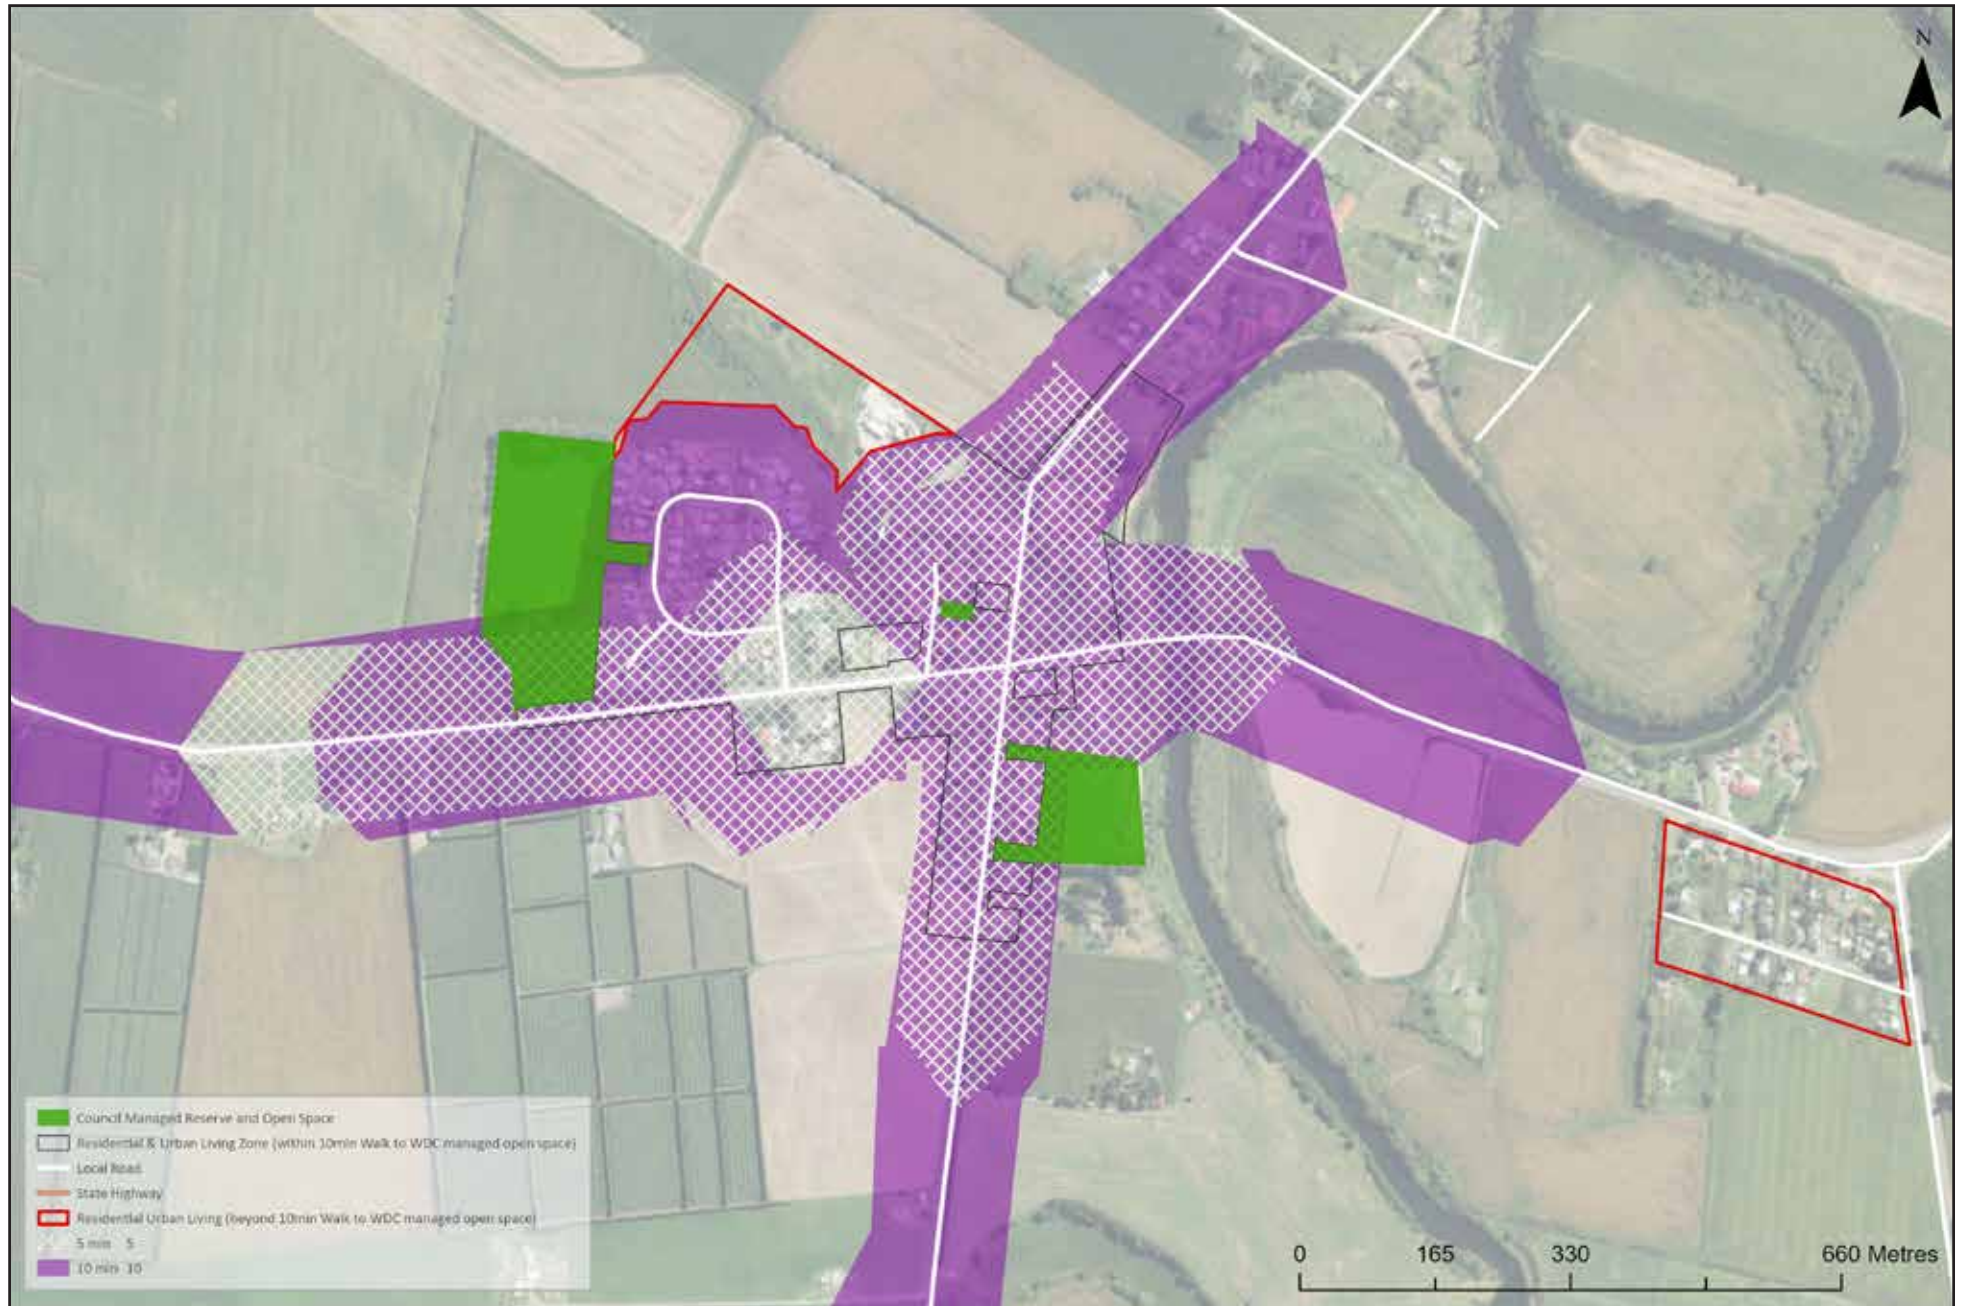 N
Council Managed Reserve and Open Space
Residential & Urban Living Zone (within 10min Walk to WDC managed open space)
Local Road
State Highway
Residential Urban Living (beyond 10min Walk to WDC managed open space)
5 min 5
10 min 10
0 165 330 660 Metres